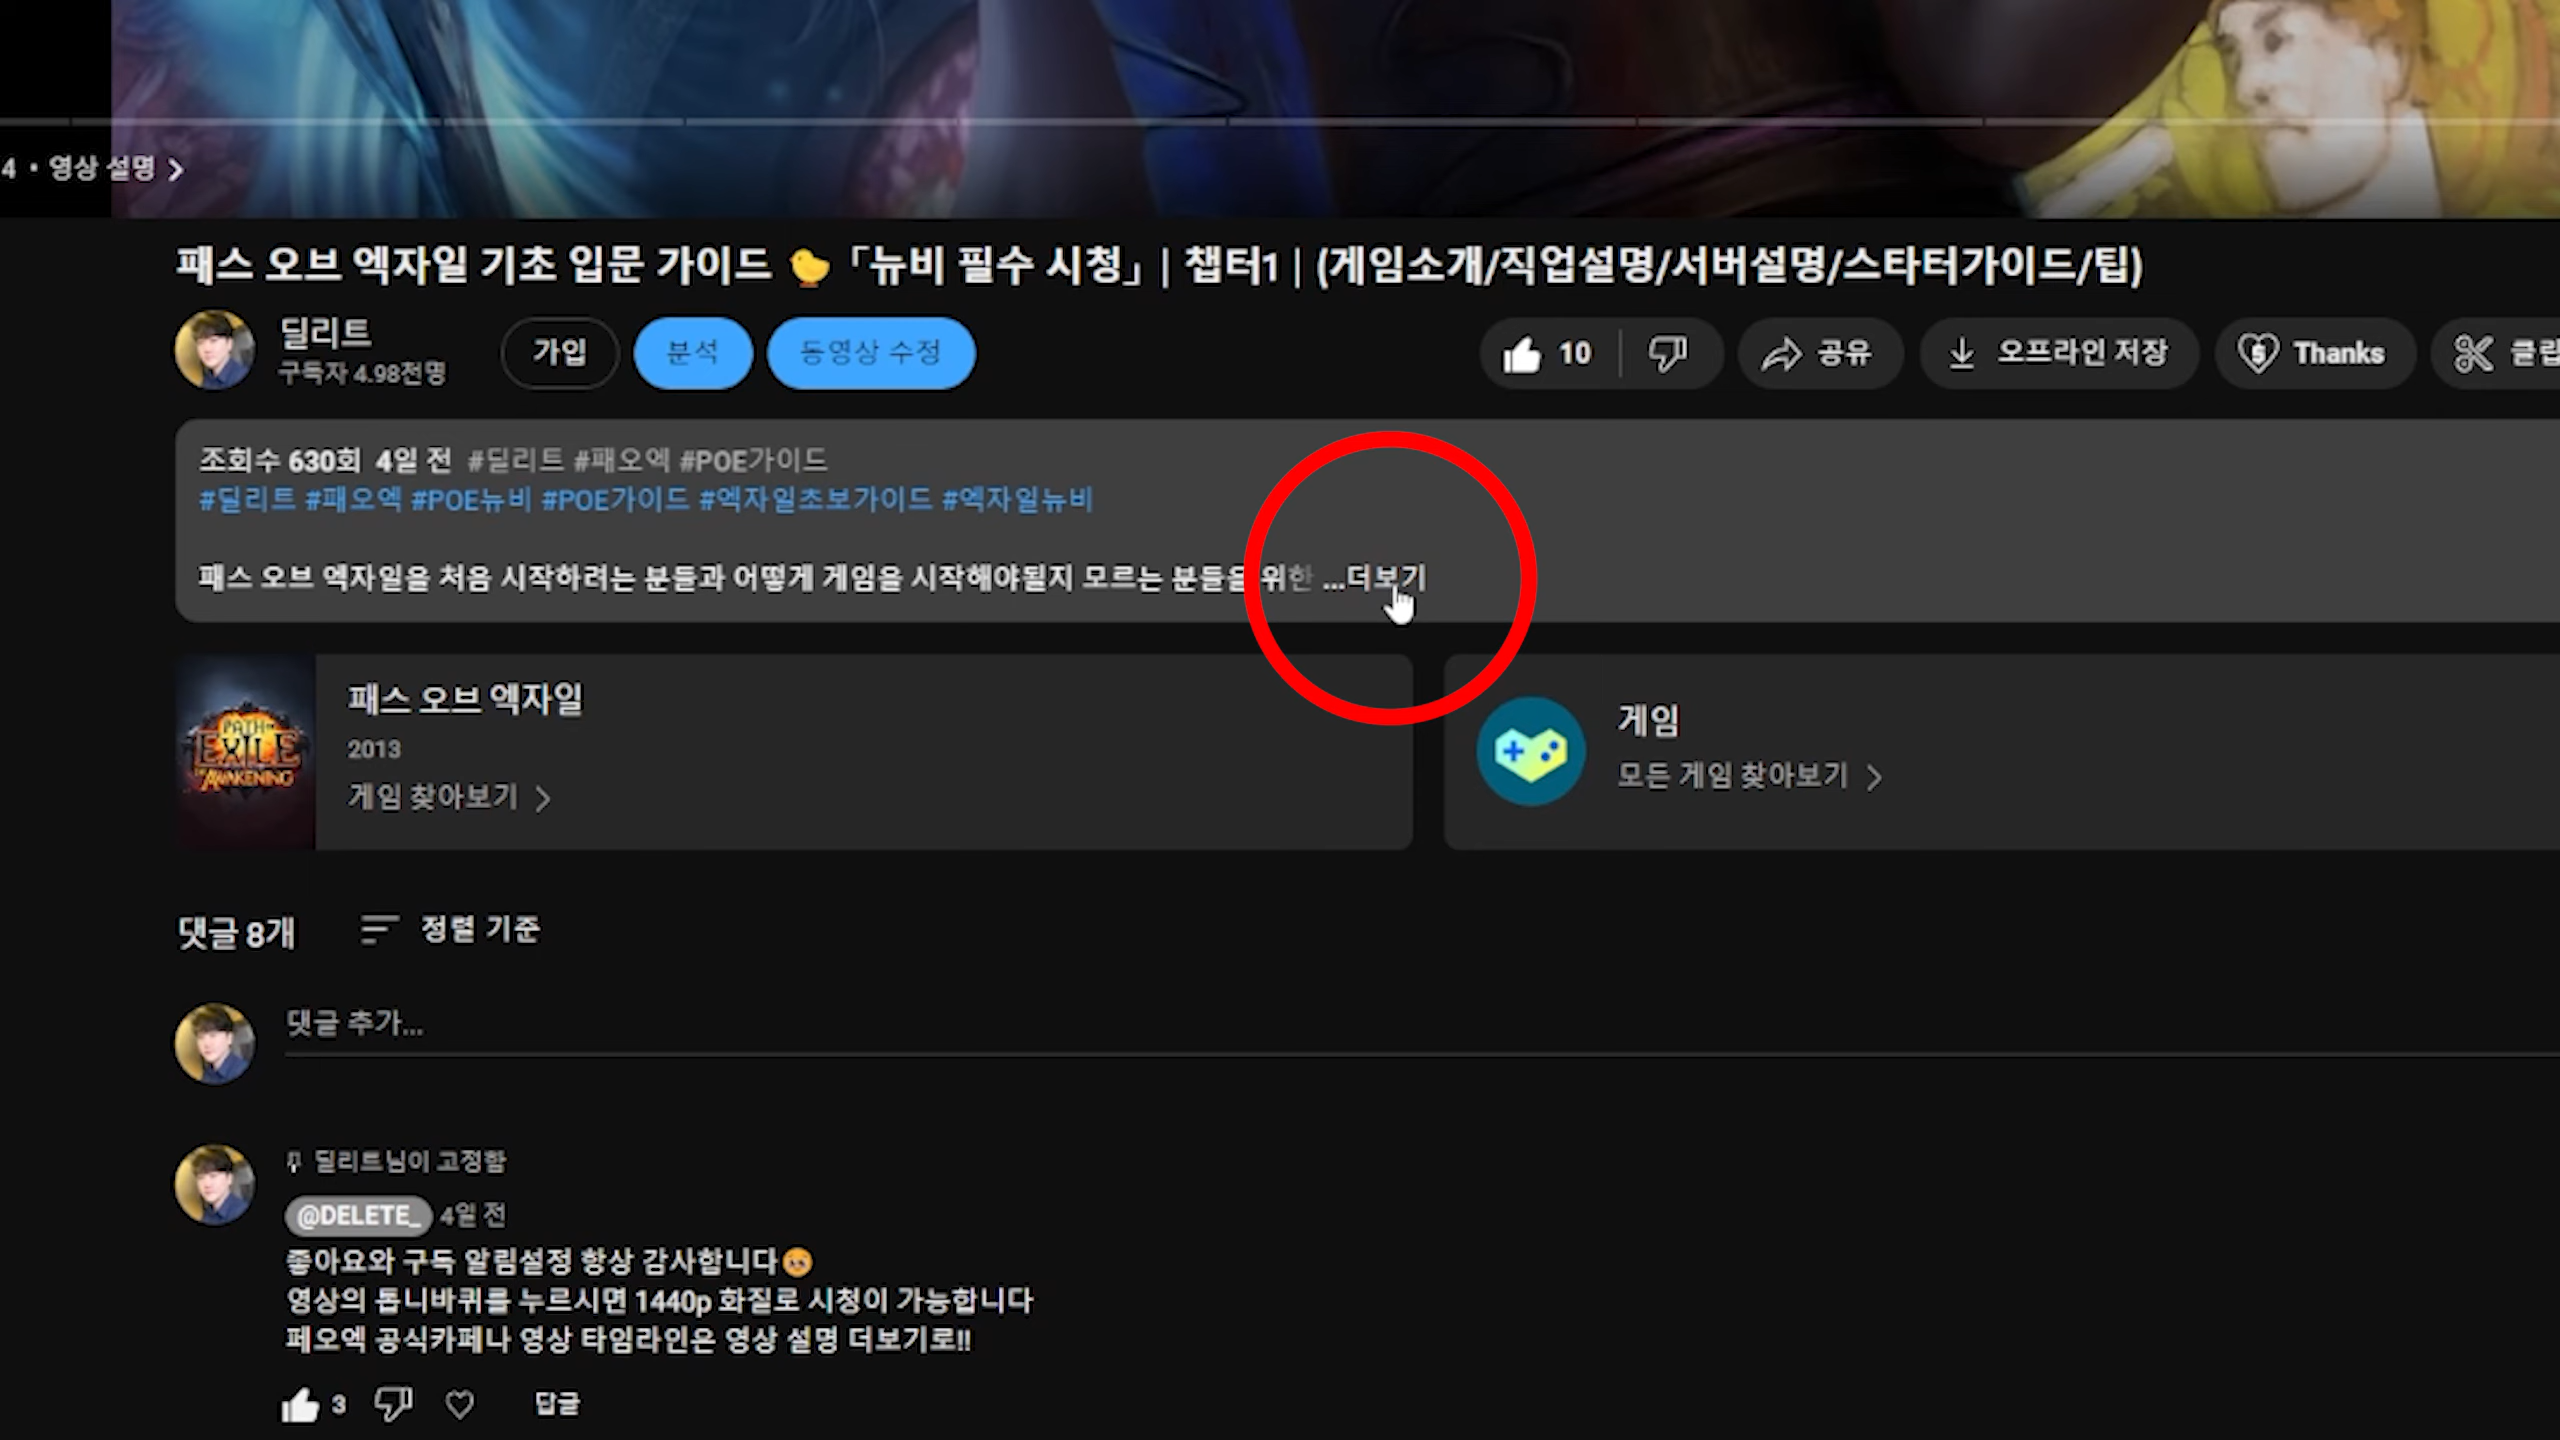 4 • 영상 설명 >
패스 오브 엑자일 기초 입문 가이드 🐤「뉴비 필수 시청」 | 챕터1 | (게임소개/직업설명/서버설명/스타터가이드/팁)
딜리트
구독자 4.98천명
가입 분석 동영상 수정
10 공유 오프라인 저장 Thanks 클립
조회수 630회 4일 전 #딜리트 #패오엑 #POE가이드
#딜리트 #패오엑 #POE뉴비 #POE가이드 #엑자일초보가이드 #엑자일뉴비
패스 오브 엑자일을 처음 시작하려는 분들과 어떻게 게임을 시작해야될지 모르는 분들을 위한 ...더보기
PATH OF
EXILE
THE AWAKENING
패스 오브 엑자일
2013
게임 찾아보기 >
게임
모든 게임 찾아보기 >
댓글 8개 정렬 기준
댓글 추가...
딜리트님이 고정함
@DELETE_ 4일 전
좋아요와 구독 알림설정 항상 감사합니다🥺
영상의 톱니바퀴를 누르시면 1440p 화질로 시청이 가능합니다
페오엑 공식카페나 영상 타임라인은 영상 설명 더보기로!!
3 답글